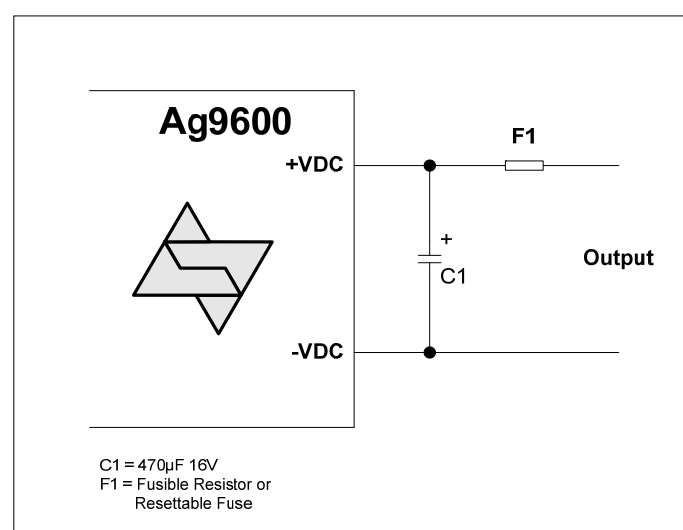 Ag9600
F1
+VDC
+
C1
Output
-VDC
C1 = 470µF 16V
F1 = Fusible Resistor or
Resettable Fuse